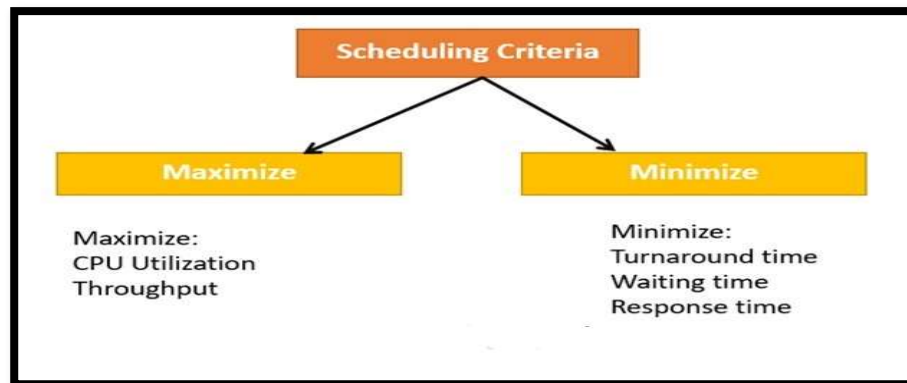 Scheduling Criteria
Maximize
Minimize
Maximize:
CPU Utilization
Throughput
Minimize:
Turnaround time
Waiting time
Response time